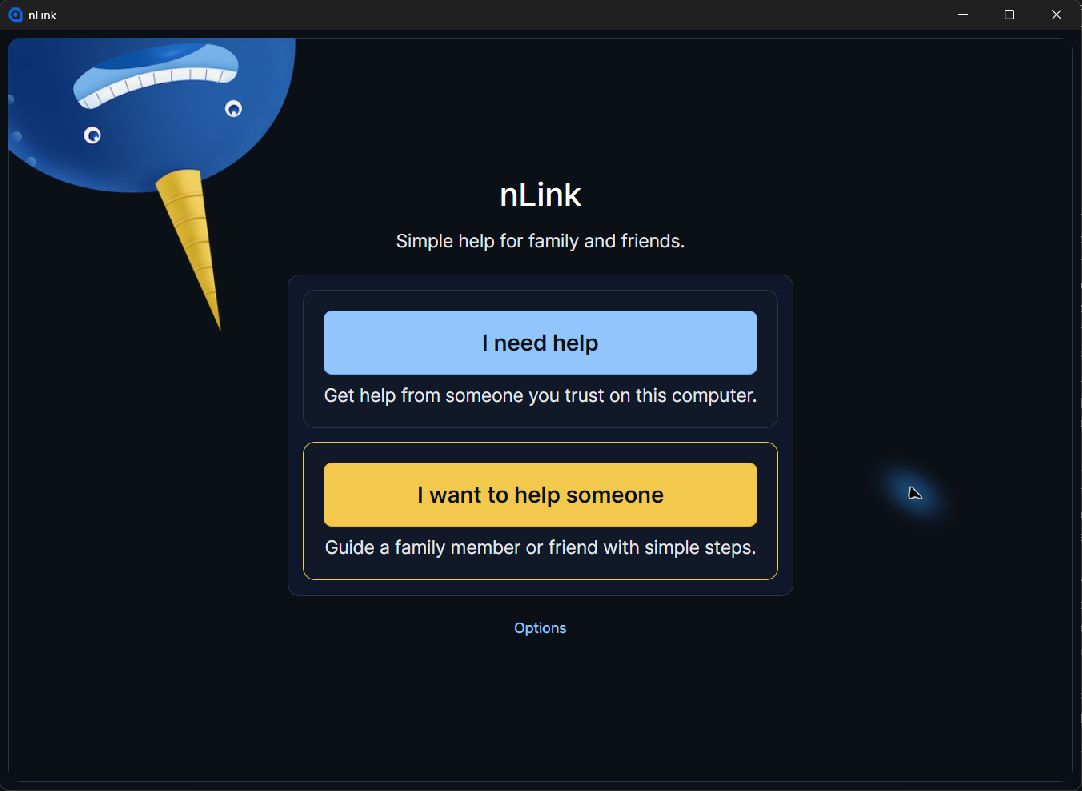 nLink
nLink
Simple help for family and friends.
I need help
Get help from someone you trust on this computer.
I want to help someone
Guide a family member or friend with simple steps.
Options